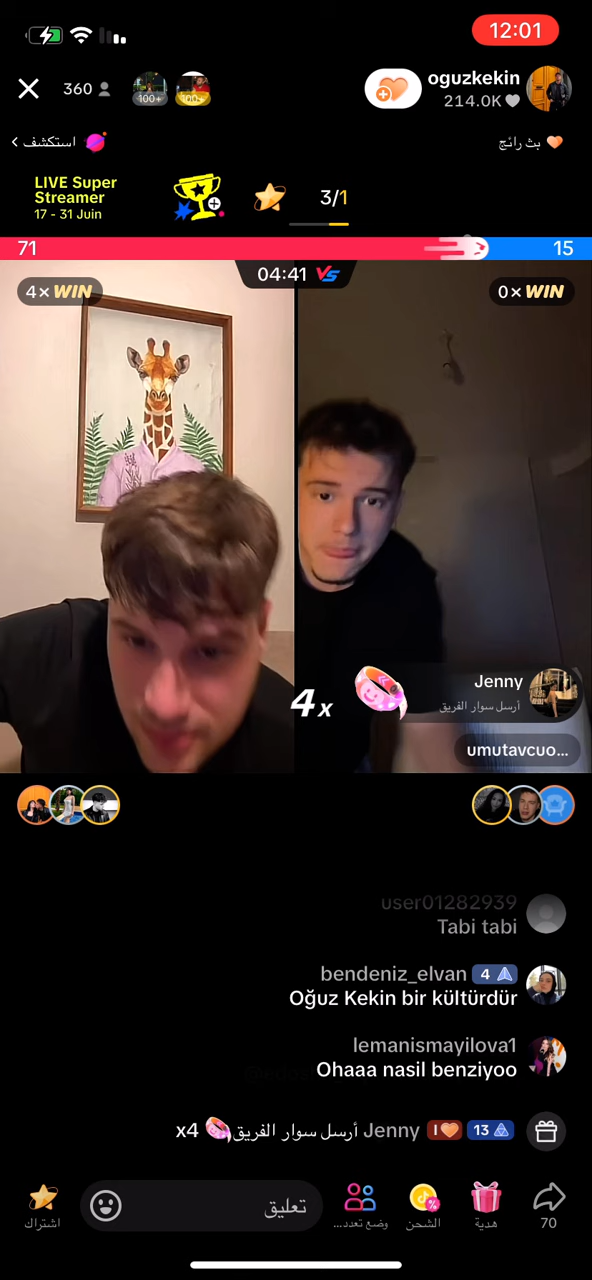 12:01
360
100+
100+
oguzkekin
214.0K
استكشف
بث رائج
LIVE Super
Streamer
17 - 31 Juin
3/1
71
15
04:41 VS
4× WIN
0× WIN
Jenny
أرسل سوار الفريق
4x
umutavcuo...
user01282939
Tabi tabi
bendeniz_elvan 4
Oğuz Kekin bir kültürdür
lemanismayilova1
Ohaaa nasil benziyoo
13 I Jenny أرسل سوار الفريق x4
اشتراك
تعليق
وضع تعدد...
الشحن
هدية
70